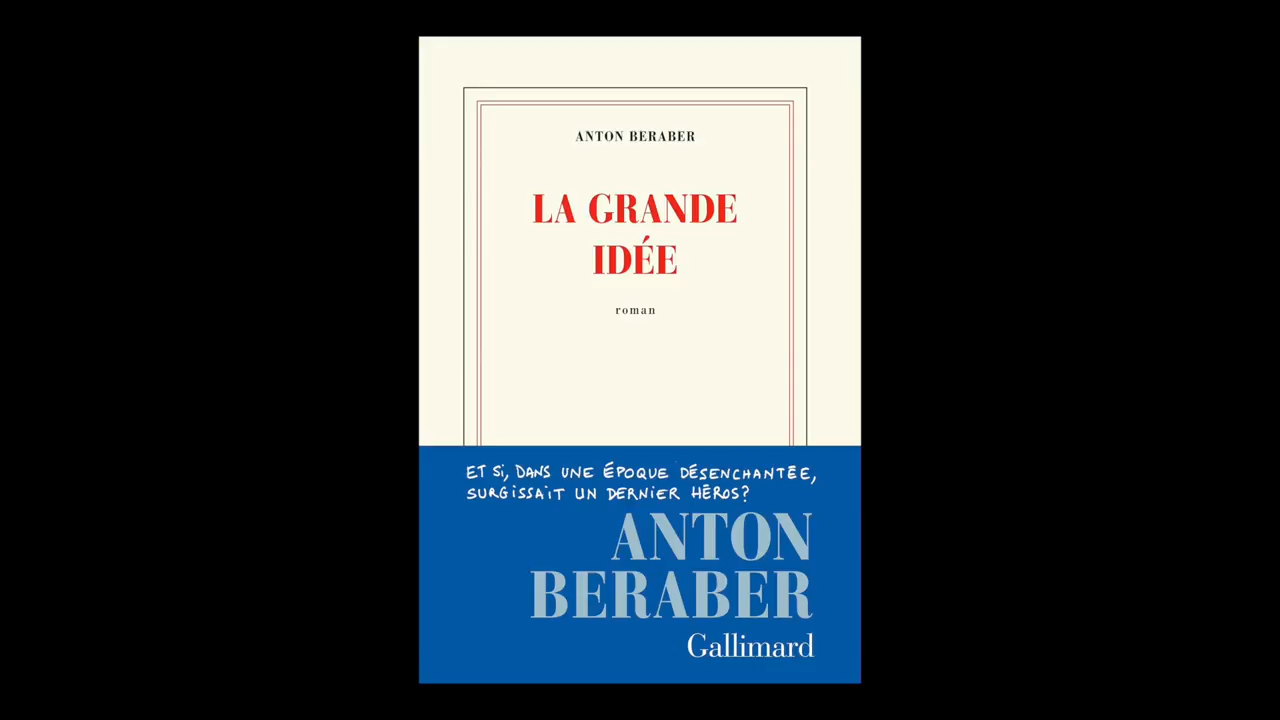 ANTON BERABER
LA GRANDE
IDÉE
roman
ET Si, DANS UNE ÉPOQUE DÉSENCHANTÉE,
SURGISSAiT UN DERNIER HÉROS?
ANTON
BERABER
Gallimard